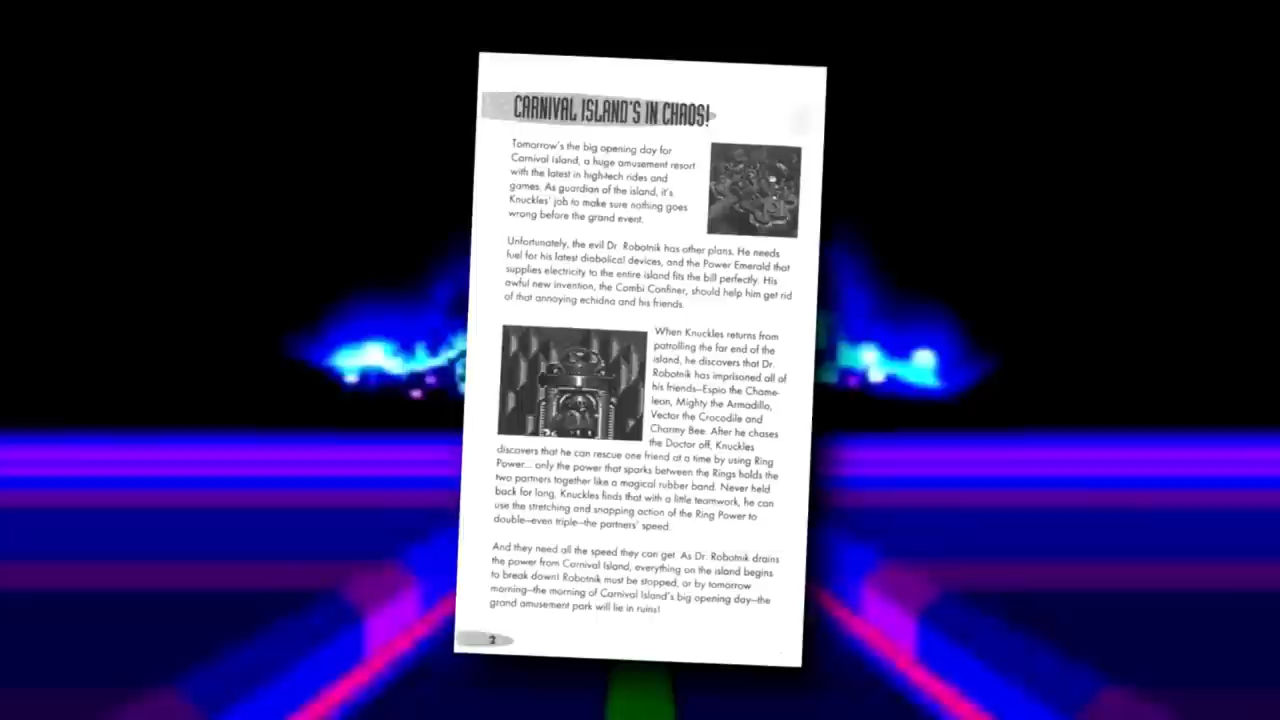 CARNIVAL ISLAND'S IN CHAOS!
Tomorrow's the big opening day for
Carnival Island, a huge amusement resort
with the latest in high-tech rides and
games. As guardian of the island, it's
Knuckles' job to make sure nothing goes
wrong before the grand event.
Unfortunately, the evil Dr. Robotnik has other plans. He needs
fuel for his latest diabolical devices, and the Power Emerald that
supplies electricity to the entire island fits the bill perfectly. His
awful new invention, the Combi Confiner, should help him get rid
of that annoying echidna and his friends.
When Knuckles returns from
patrolling the far end of the
island, he discovers that Dr.
Robotnik has imprisoned all of
his friends—Espio the Chame-
leon, Mighty the Armadillo,
Vector the Crocodile and
Charmy Bee. After he chases
the Doctor off, Knuckles
discovers that he can rescue one friend at a time by using Ring
Power... only the power that sparks between the Rings holds the
two partners together like a magical rubber band. Never held
back for long, Knuckles finds that with a little teamwork, he can
use the stretching and snapping action of the Ring Power to
double—even triple—the partners' speed.
And they need all the speed they can get. As Dr. Robotnik drains
the power from Carnival Island, everything on the island begins
to break down! Robotnik must be stopped, or by tomorrow
morning—the morning of Carnival Island's big opening day—the
grand amusement park will lie in ruins!
2